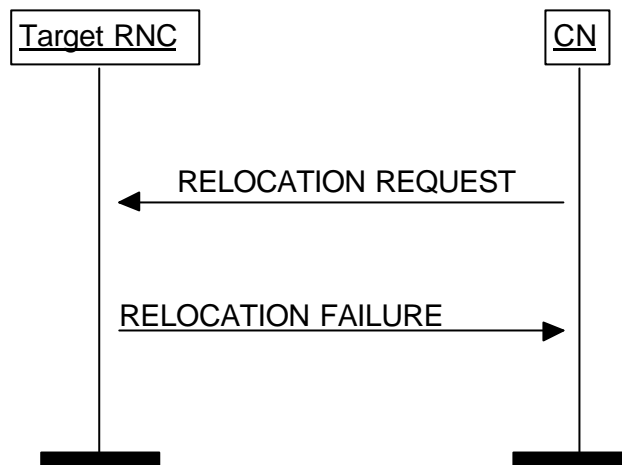 Target RNC
CN
RELOCATION REQUEST
RELOCATION FAILURE